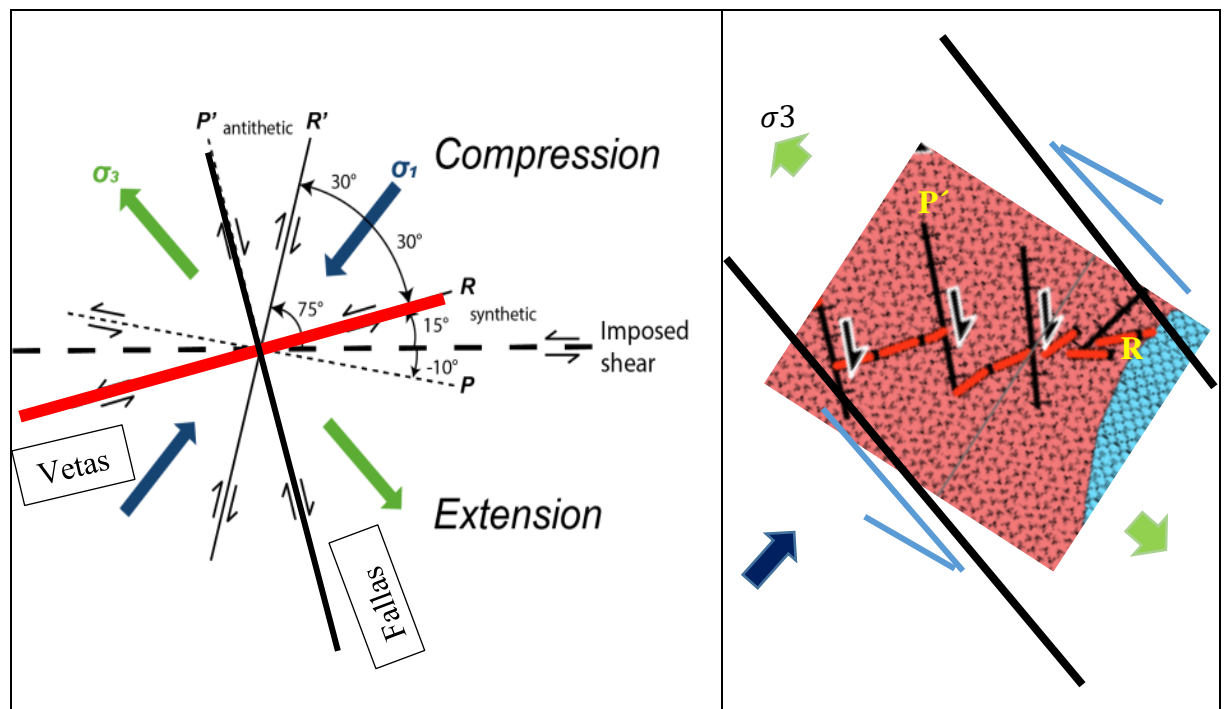 P' antithetic R'
σ3
σ1
Compression
30°
30°
R
synthetic
75°
15°
Imposed
shear
-10°
P
Vetas
Extension
Fallas
σ3
P´
R